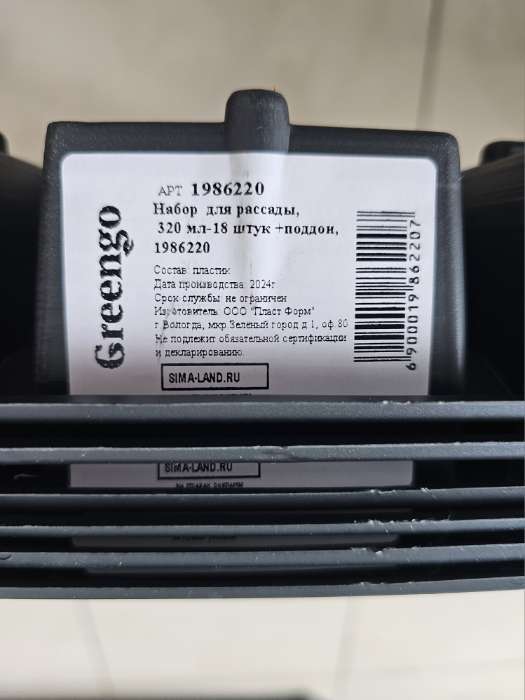 Greengo
АРТ 1986220
Набор для рассады,
320 мл-18 штук +поддон,
1986220
Состав: пластик
Дата производства: 2024г
Срок службы: не ограничен
Изготовитель: ООО "Пласт Форм"
г. Вологда, мкр Зеленый город д 1, оф 80
Не подлежит обязательной сертификации
и декларированию.
SIMA-LAND.RU
6900019862207
SIMA-LAND.RU